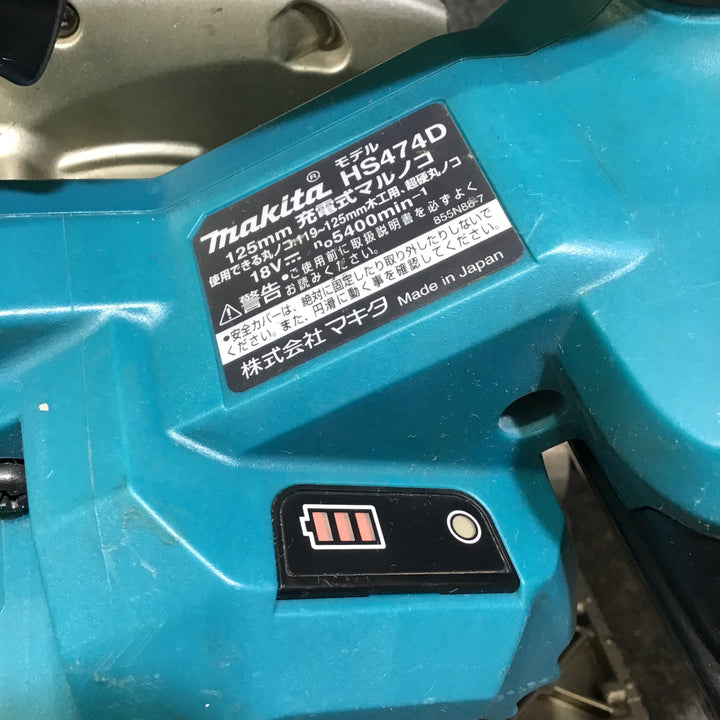 モデル
makita® HS474D
125mm 充電式マルノコ
使用できる丸ノコ 外119~125mm木工用、超硬丸ノコ
18V⎓ n₀5400min⁻¹
⚠警告 •ご使用前に取扱説明書を必ずよく
お読みください。 855N88-7
•安全カバーは、絶対に固定したり取り外したりしないで
ください。また、円滑に動く事を確認してください。
株式会社 マキタ Made in Japan